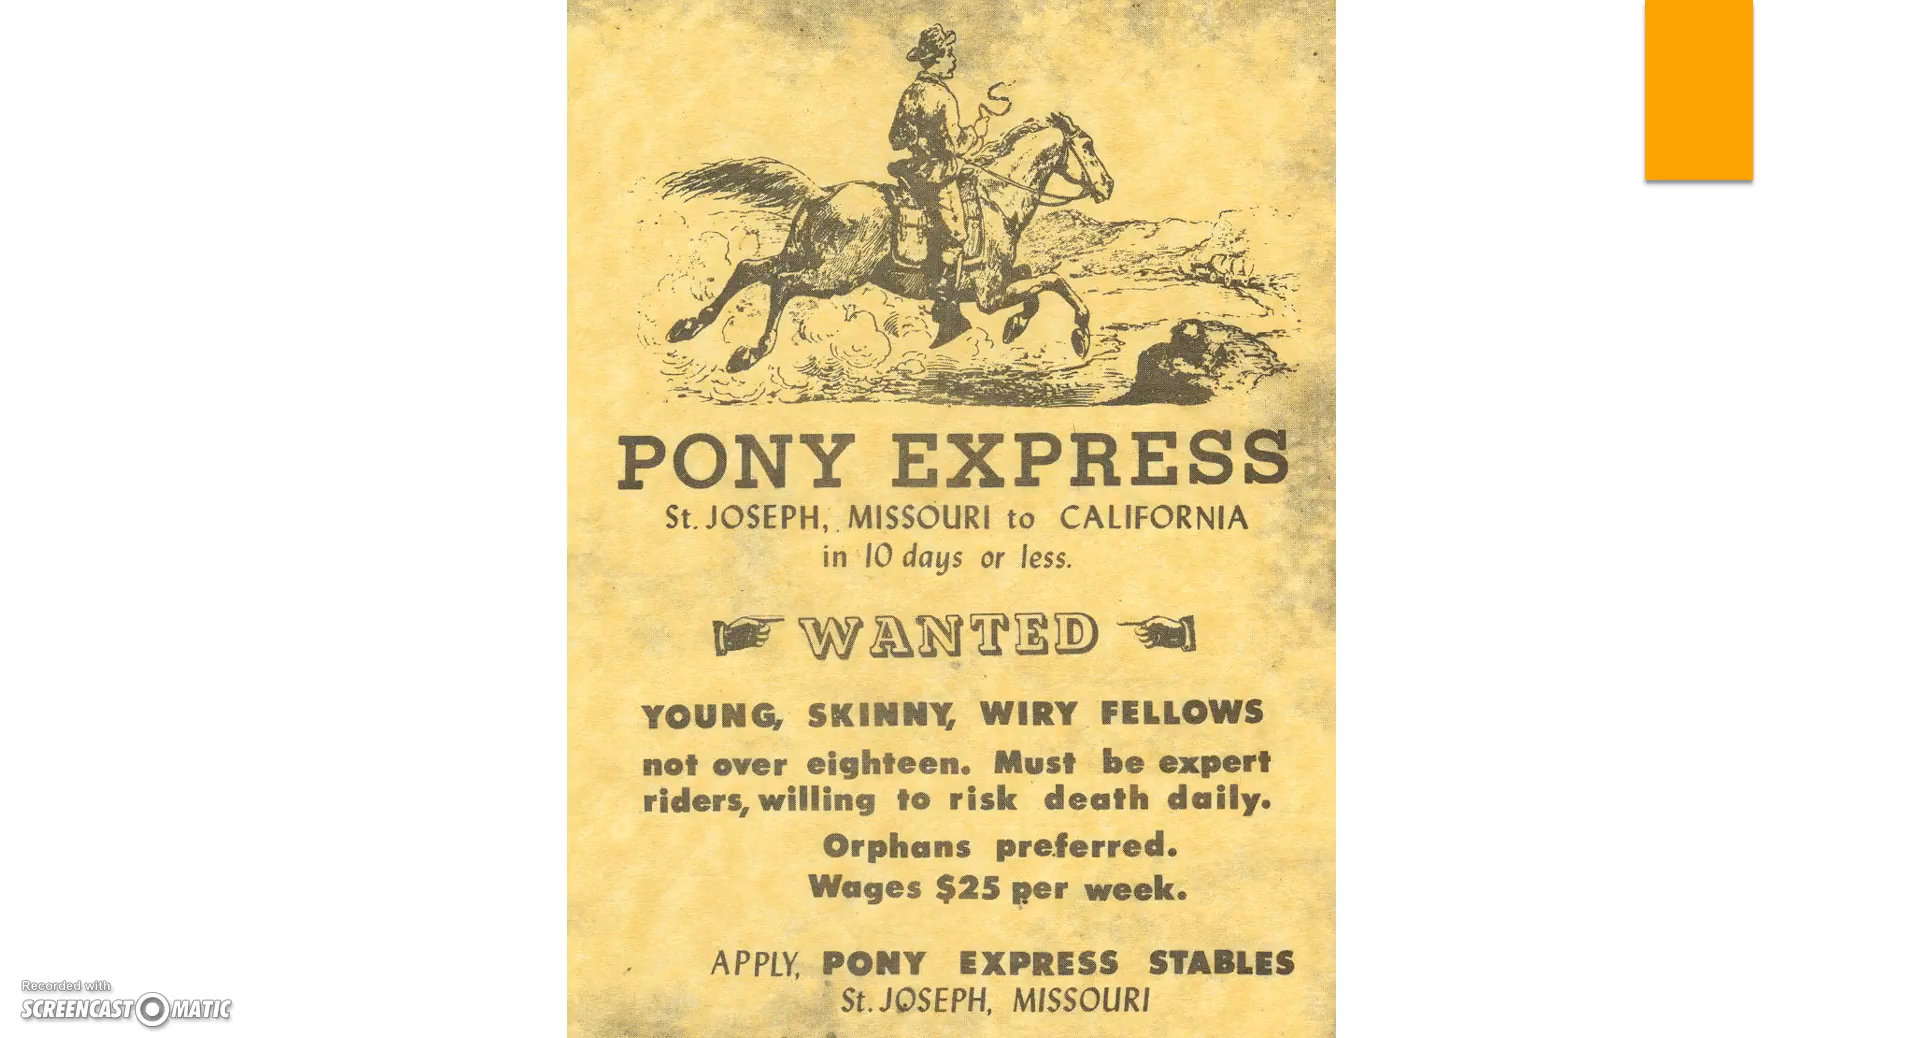 PONY EXPRESS
St. JOSEPH, MISSOURI to CALIFORNIA
in 10 days or less.
WANTED
YOUNG, SKINNY, WIRY FELLOWS
not over eighteen. Must be expert
riders, willing to risk death daily.
Orphans preferred.
Wages $25 per week.
APPLY, PONY EXPRESS STABLES
St. JOSEPH, MISSOURI
Recorded with
SCREENCAST O MATIC